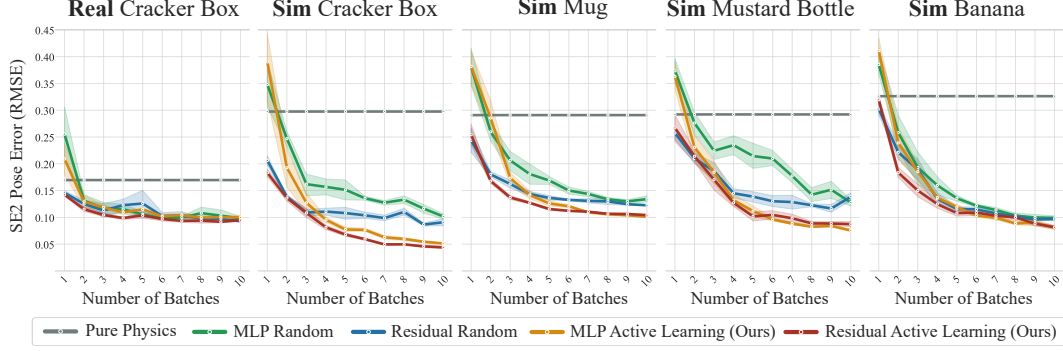 Real Cracker Box
Sim Cracker Box
Sim Mug
Sim Mustard Bottle
Sim Banana
SE2 Pose Error (RMSE)
0.45
0.40
0.35
0.30
0.25
0.20
0.15
0.10
0.05
1 2 3 4 5 6 7 8 9 10
1 2 3 4 5 6 7 8 9 10
1 2 3 4 5 6 7 8 9 10
1 2 3 4 5 6 7 8 9 10
1 2 3 4 5 6 7 8 9 10
Number of Batches
Number of Batches
Number of Batches
Number of Batches
Number of Batches
Pure Physics
MLP Random
Residual Random
MLP Active Learning (Ours)
Residual Active Learning (Ours)